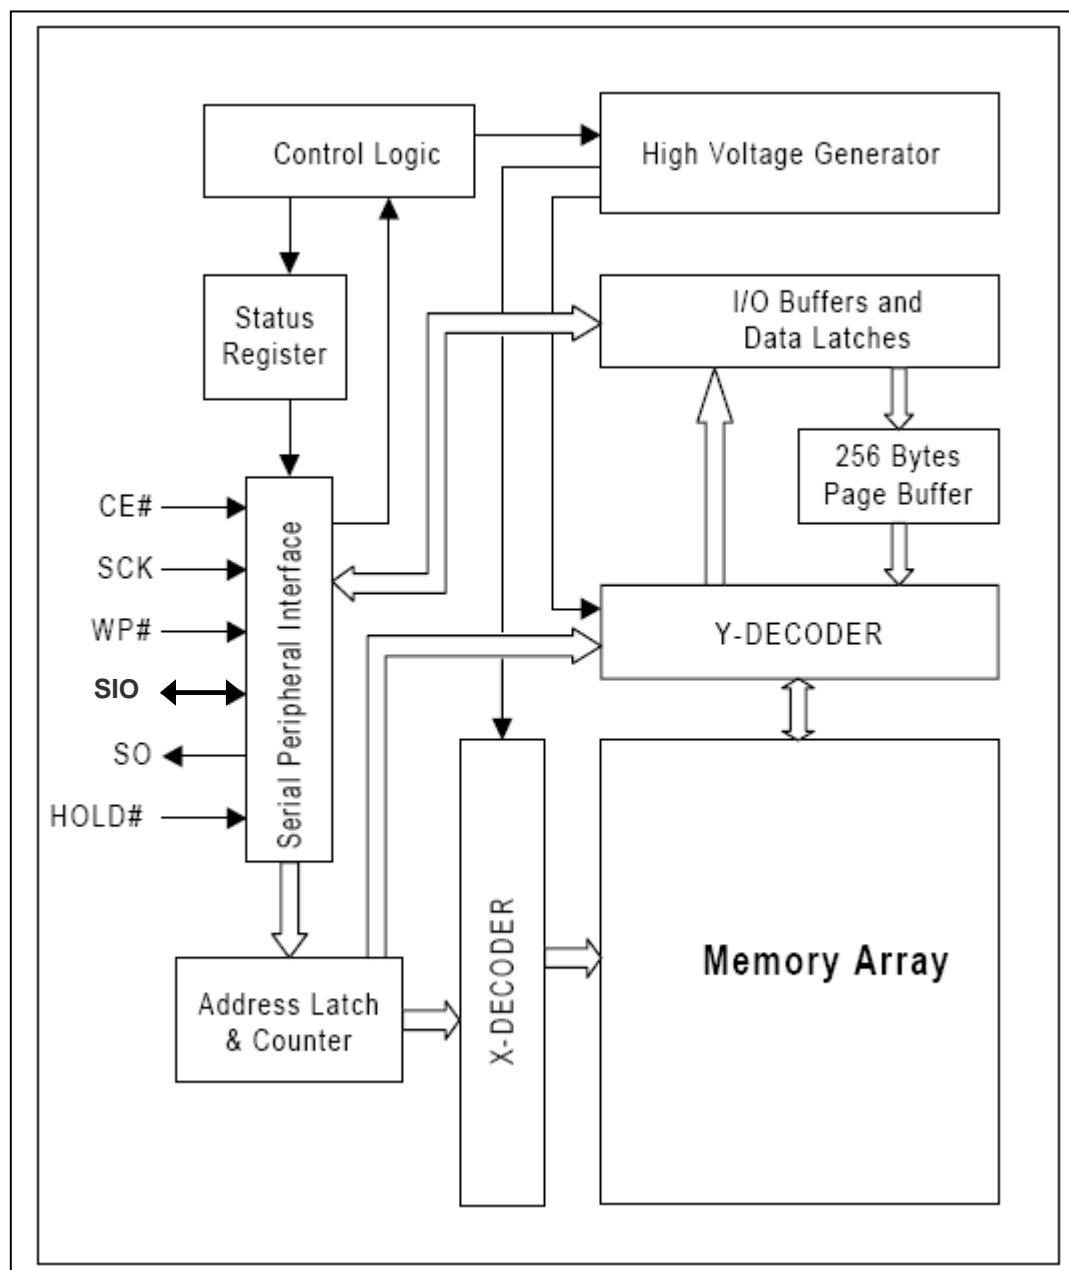 Control Logic
High Voltage Generator
Status
Register
I/O Buffers and
Data Latches
256 Bytes
Page Buffer
CE#
SCK
WP#
SIO
SO
HOLD#
Serial Peripheral Interface
Y-DECODER
Address Latch
& Counter
X-DECODER
Memory Array